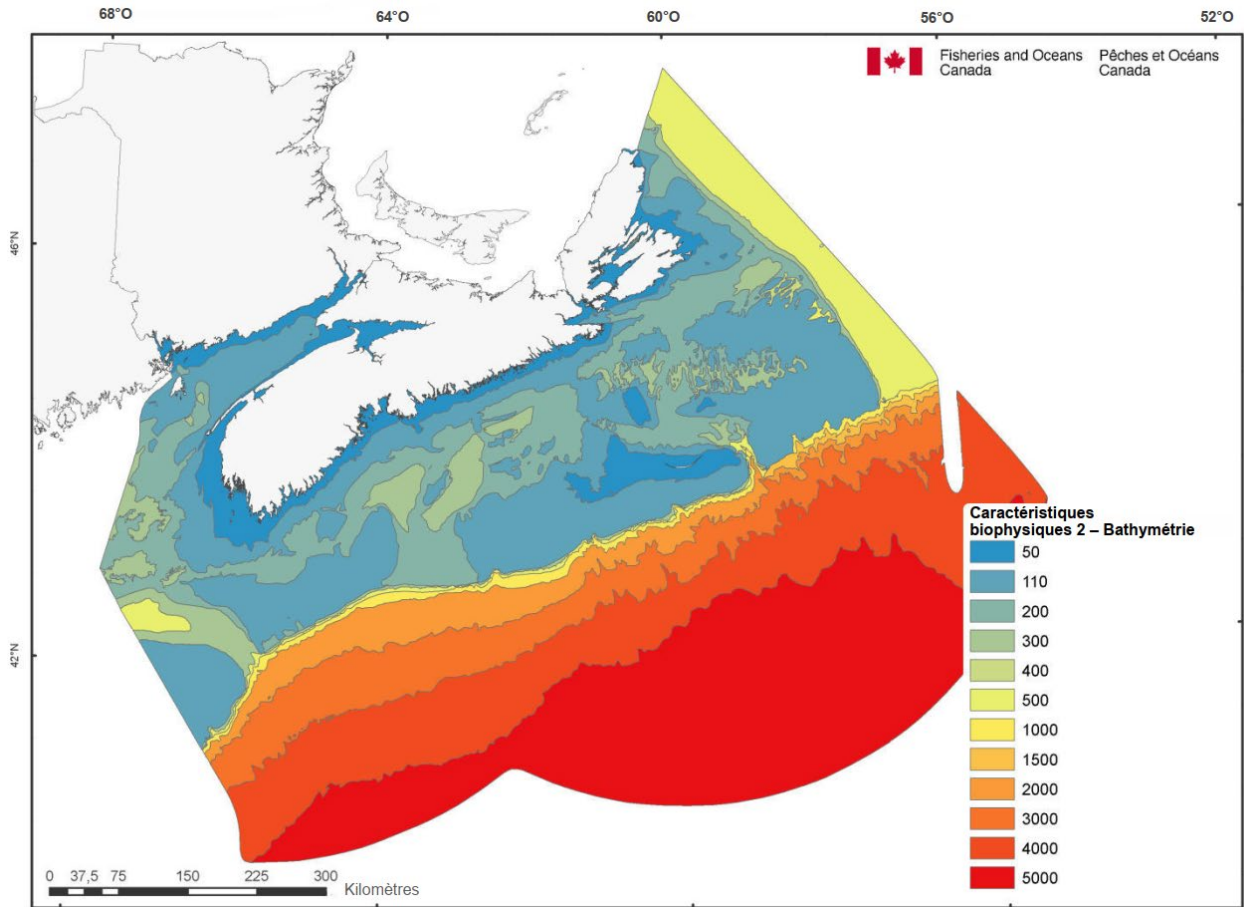 68°O 64°O 60°O 56°O 52°O
Fisheries and Oceans Pêches et Océans
Canada Canada
46°N
42°N
Caractéristiques
biophysiques 2 – Bathymétrie
50
110
200
300
400
500
1000
1500
2000
3000
4000
5000
0 37,5 75 150 225 300
Kilomètres